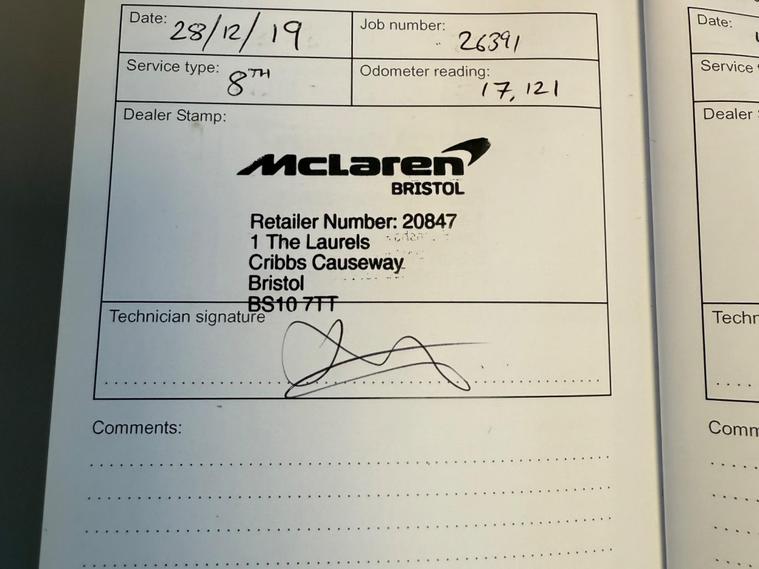 Date: 28/12/19
Job number: 26391
Service type: 8TH
Odometer reading: 17,121
Dealer Stamp:
McLaren
BRISTOL
Retailer Number: 20847
1 The Laurels
Cribbs Causeway
Bristol
BS10 7TT
Technician signature
Comments:
Date:
Service
Dealer
Techn
Comm